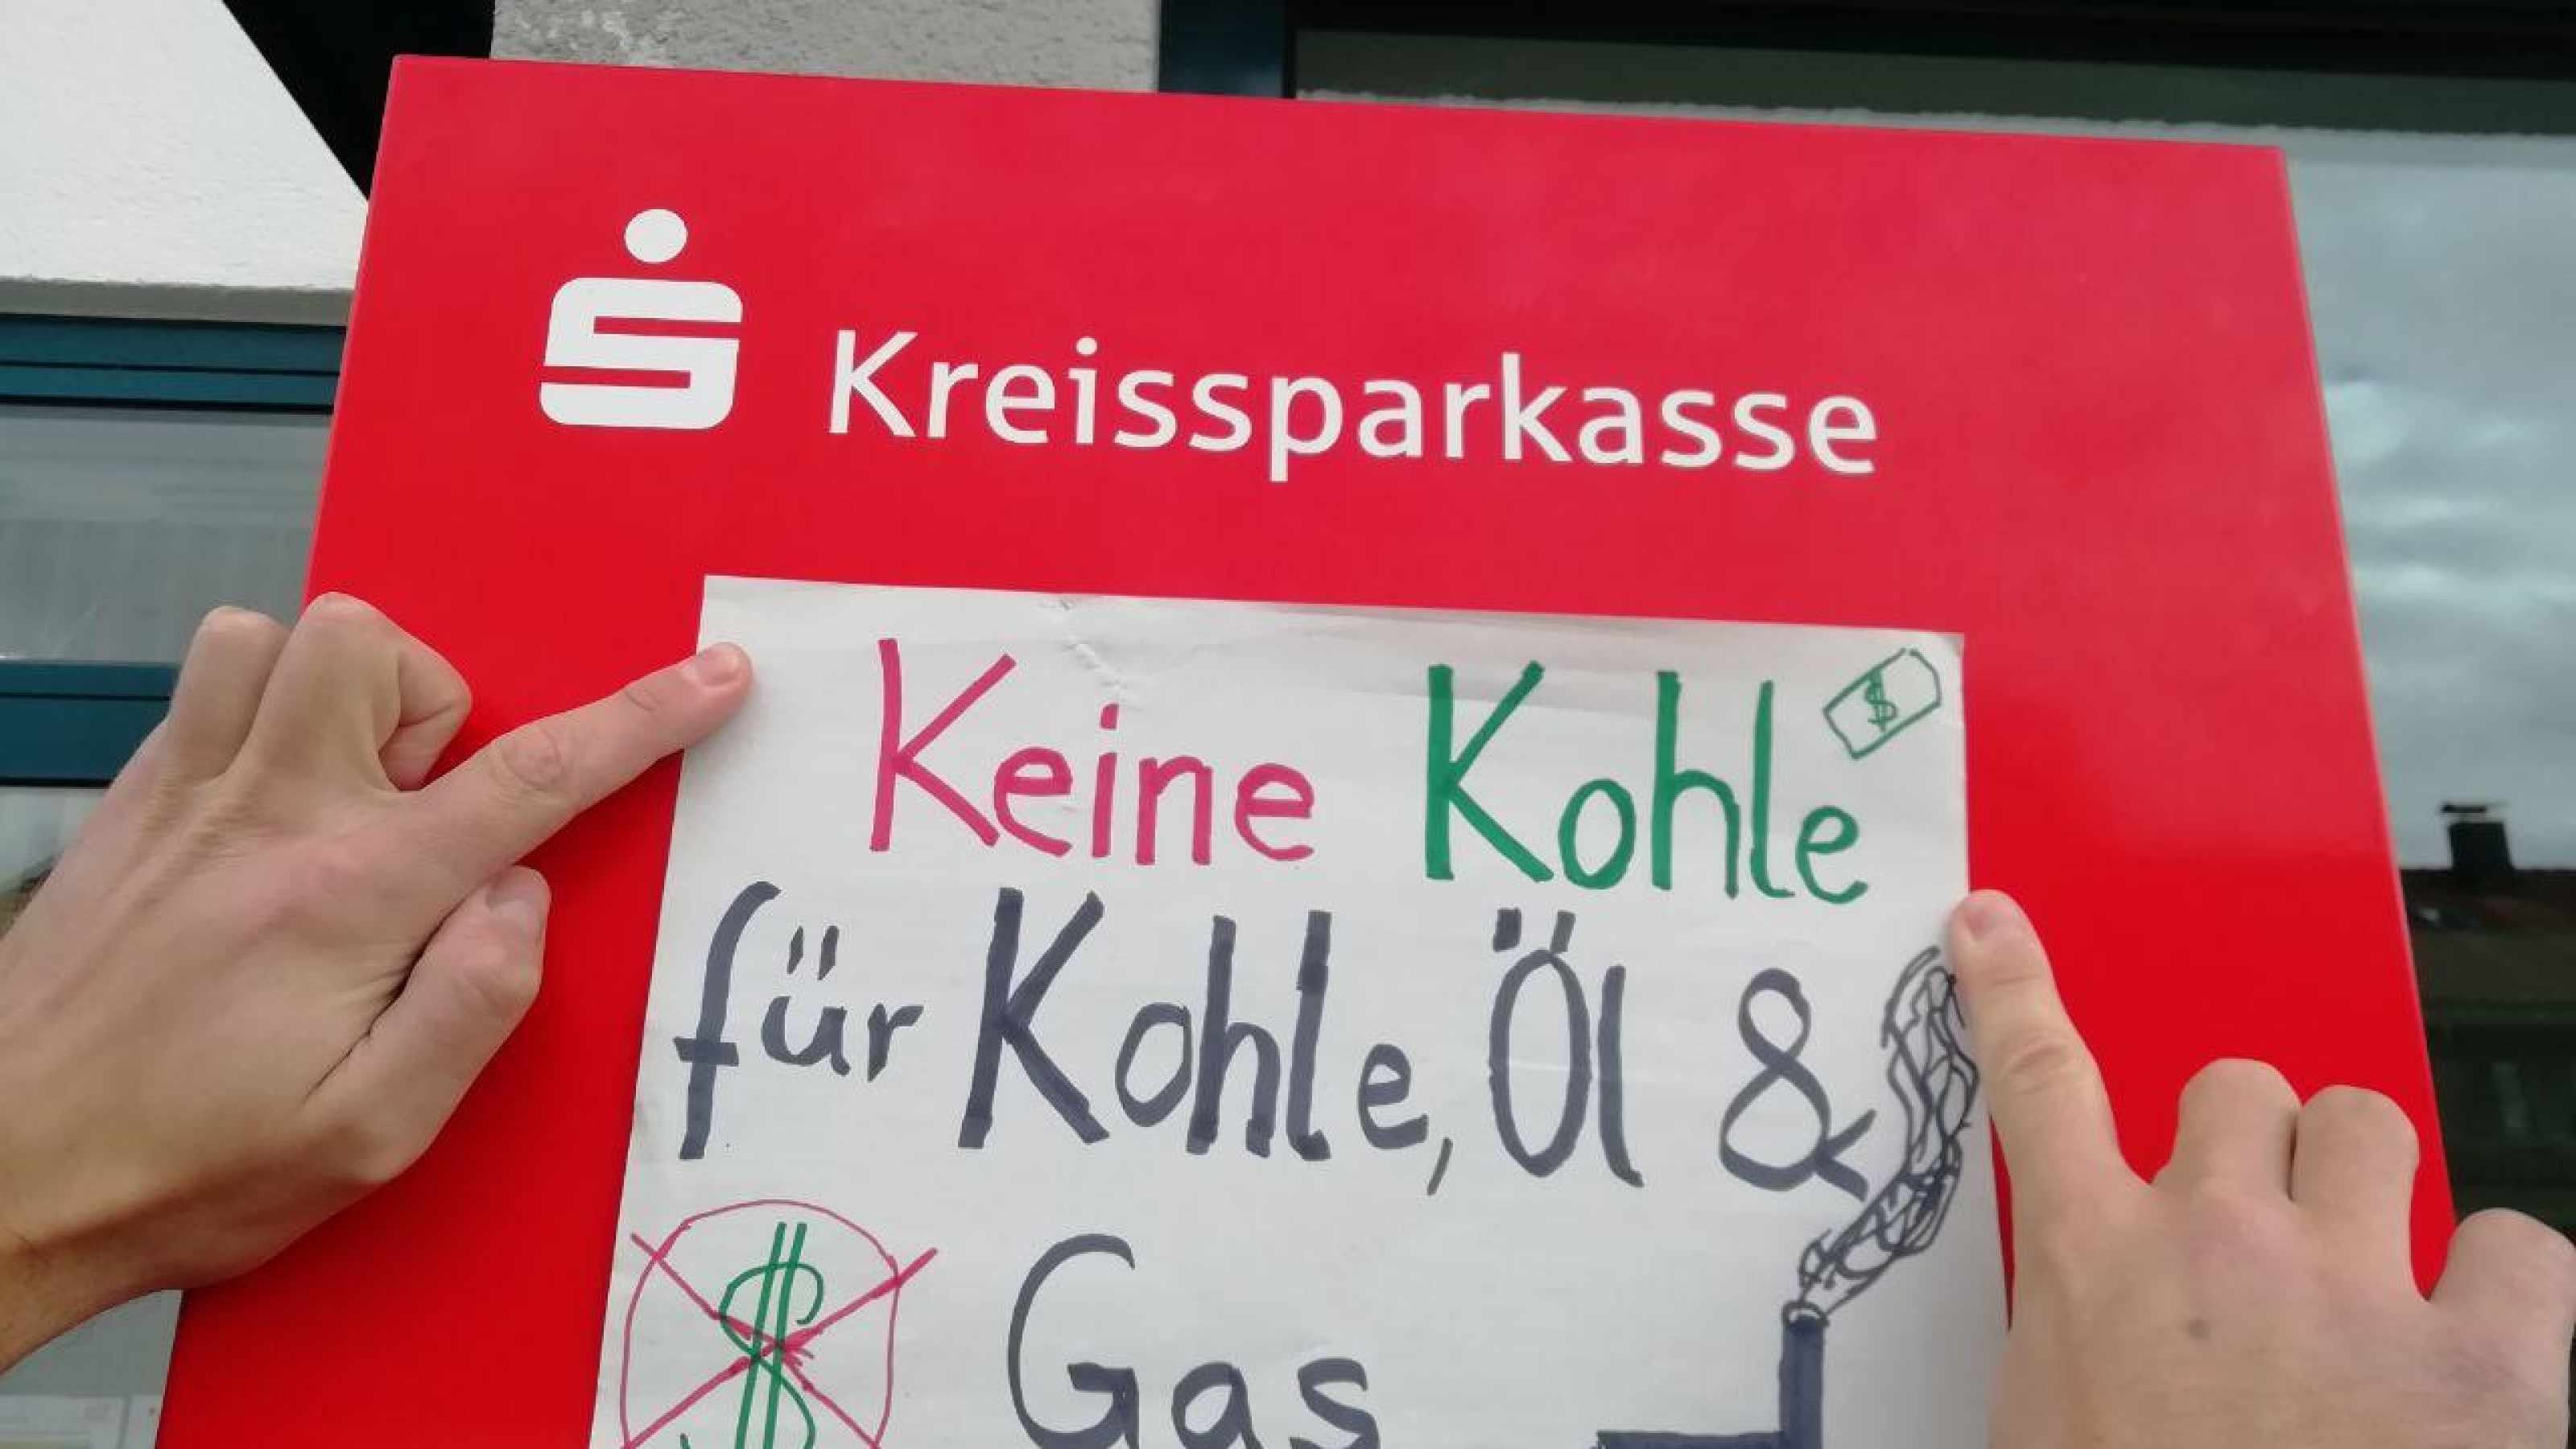 Kreissparkasse
Keine Kohle
$
für Kohle, Öl &
$
Gas